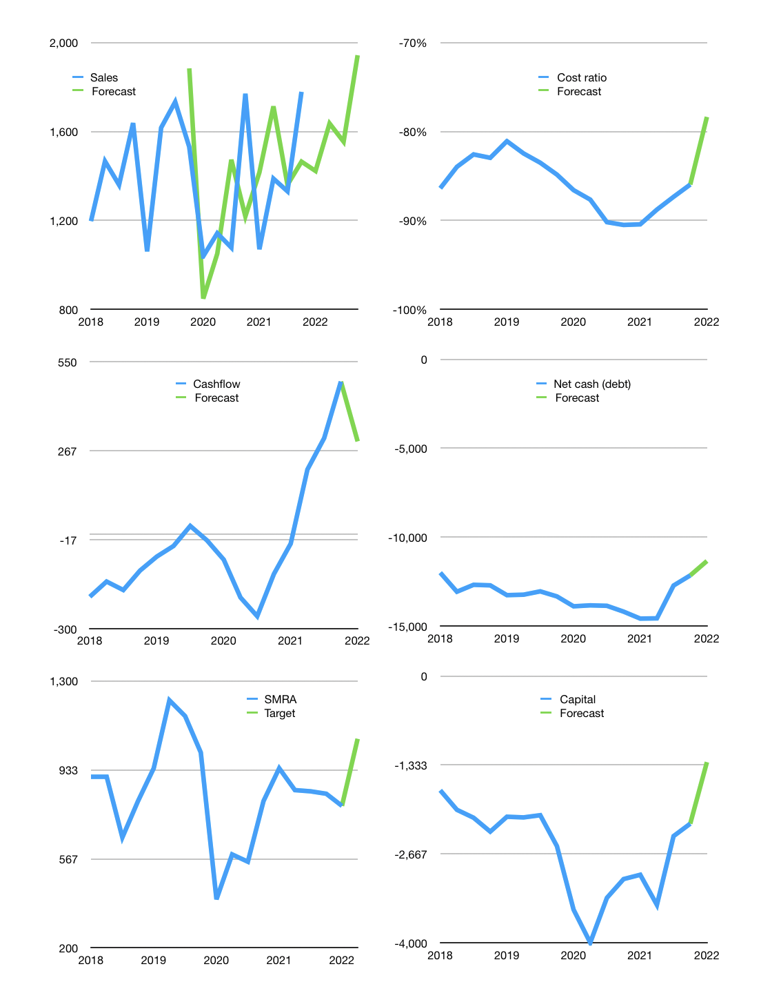 2,000
Sales
Forecast
1,600
1,200
800
2018 2019 2020 2021 2022
-70%
Cost ratio
Forecast
-80%
-90%
-100%
2018 2019 2020 2021 2022
550
Cashflow
Forecast
267
-17
-300
2018 2019 2020 2021 2022
0
Net cash (debt)
Forecast
-5,000
-10,000
-15,000
2018 2019 2020 2021 2022
1,300
SMRA
Target
933
567
200
2018 2019 2020 2021 2022
0
Capital
Forecast
-1,333
-2,667
-4,000
2018 2019 2020 2021 2022